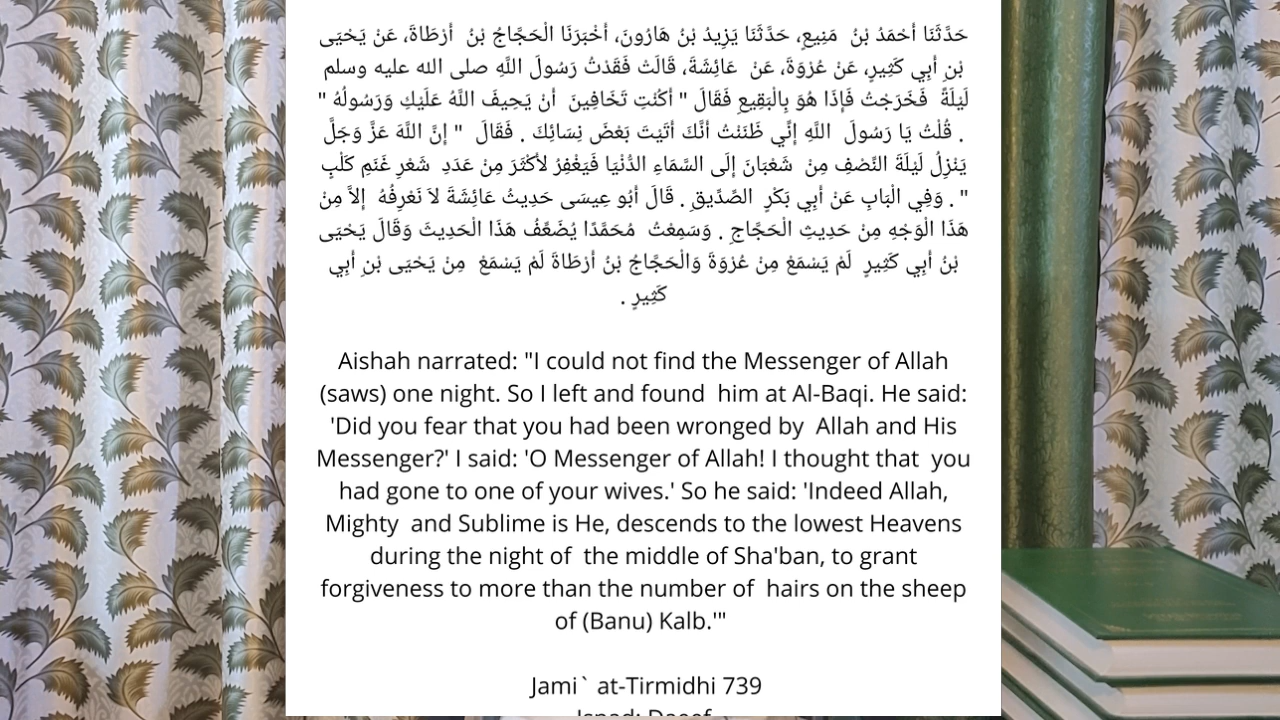 حَدَّثَنَا أَحْمَدُ بْنُ مَنِيعٍ، حَدَّثَنَا يَزِيدُ بْنُ هَارُونَ، أَخْبَرَنَا الْحَجَّاجُ بْنُ أَرْطَاةَ، عَنْ يَحْيَى
بْنِ أَبِي كَثِيرٍ، عَنْ عُرْوَةَ، عَنْ عَائِشَةَ، قَالَتْ فَقَدْتُ رَسُولَ اللَّهِ صلى الله عليه وسلم
لَيْلَةً فَخَرَجْتُ فَإِذَا هُوَ بِالْبَقِيعِ فَقَالَ " أَكُنْتِ تَخَافِينَ أَنْ يَحِيفَ اللَّهُ عَلَيْكِ وَرَسُولُهُ "
. قُلْتُ يَا رَسُولَ اللَّهِ إِنِّي ظَنَنْتُ أَنَّكَ أَتَيْتَ بَعْضَ نِسَائِكَ . فَقَالَ " إِنَّ اللَّهَ عَزَّ وَجَلَّ
يَنْزِلُ لَيْلَةَ النِّصْفِ مِنْ شَعْبَانَ إِلَى السَّمَاءِ الدُّنْيَا فَيَغْفِرُ لأَكْثَرَ مِنْ عَدَدِ شَعْرِ غَنَمِ كَلْبٍ
" . وَفِي الْبَابِ عَنْ أَبِي بَكْرٍ الصِّدِّيقِ . قَالَ أَبُو عِيسَى حَدِيثُ عَائِشَةَ لاَ نَعْرِفُهُ إِلاَّ مِنْ
هَذَا الْوَجْهِ مِنْ حَدِيثِ الْحَجَّاجِ . وَسَمِعْتُ مُحَمَّدًا يُضَعِّفُ هَذَا الْحَدِيثَ وَقَالَ يَحْيَى
بْنُ أَبِي كَثِيرٍ لَمْ يَسْمَعْ مِنْ عُرْوَةَ وَالْحَجَّاجُ بْنُ أَرْطَاةَ لَمْ يَسْمَعْ مِنْ يَحْيَى بْنِ أَبِي
كَثِيرٍ .
Aishah narrated: "I could not find the Messenger of Allah
(saws) one night. So I left and found him at Al-Baqi. He said:
'Did you fear that you had been wronged by Allah and His
Messenger?' I said: 'O Messenger of Allah! I thought that you
had gone to one of your wives.' So he said: 'Indeed Allah,
Mighty and Sublime is He, descends to the lowest Heavens
during the night of the middle of Sha'ban, to grant
forgiveness to more than the number of hairs on the sheep
of (Banu) Kalb.'"
Jami` at-Tirmidhi 739